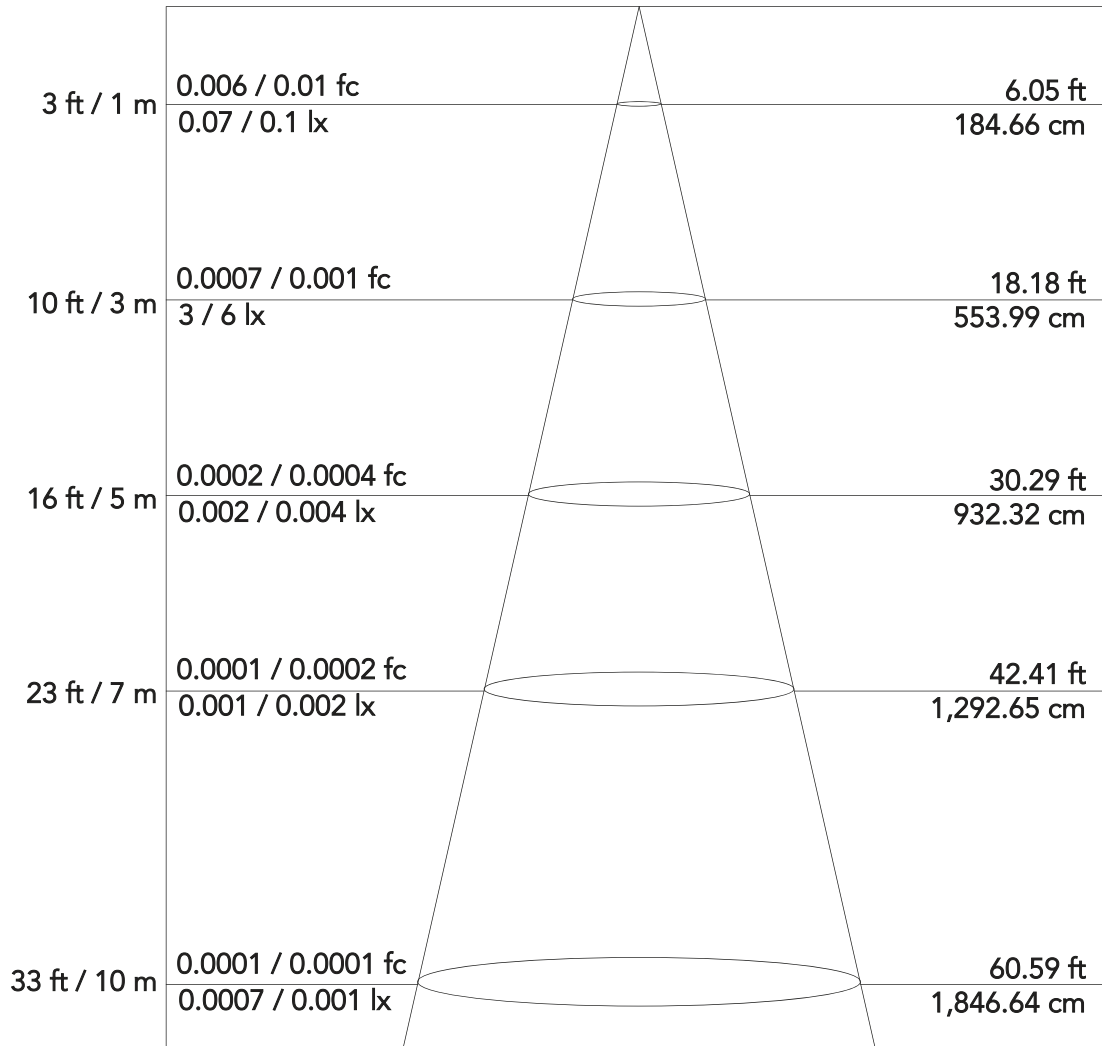 0.006 / 0.01 fc
3 ft / 1 m
0.07 / 0.1 lx
6.05 ft
184.66 cm
0.0007 / 0.001 fc
10 ft / 3 m
3 / 6 lx
18.18 ft
553.99 cm
0.0002 / 0.0004 fc
16 ft / 5 m
0.002 / 0.004 lx
30.29 ft
932.32 cm
0.0001 / 0.0002 fc
23 ft / 7 m
0.001 / 0.002 lx
42.41 ft
1,292.65 cm
0.0001 / 0.0001 fc
33 ft / 10 m
0.0007 / 0.001 lx
60.59 ft
1,846.64 cm